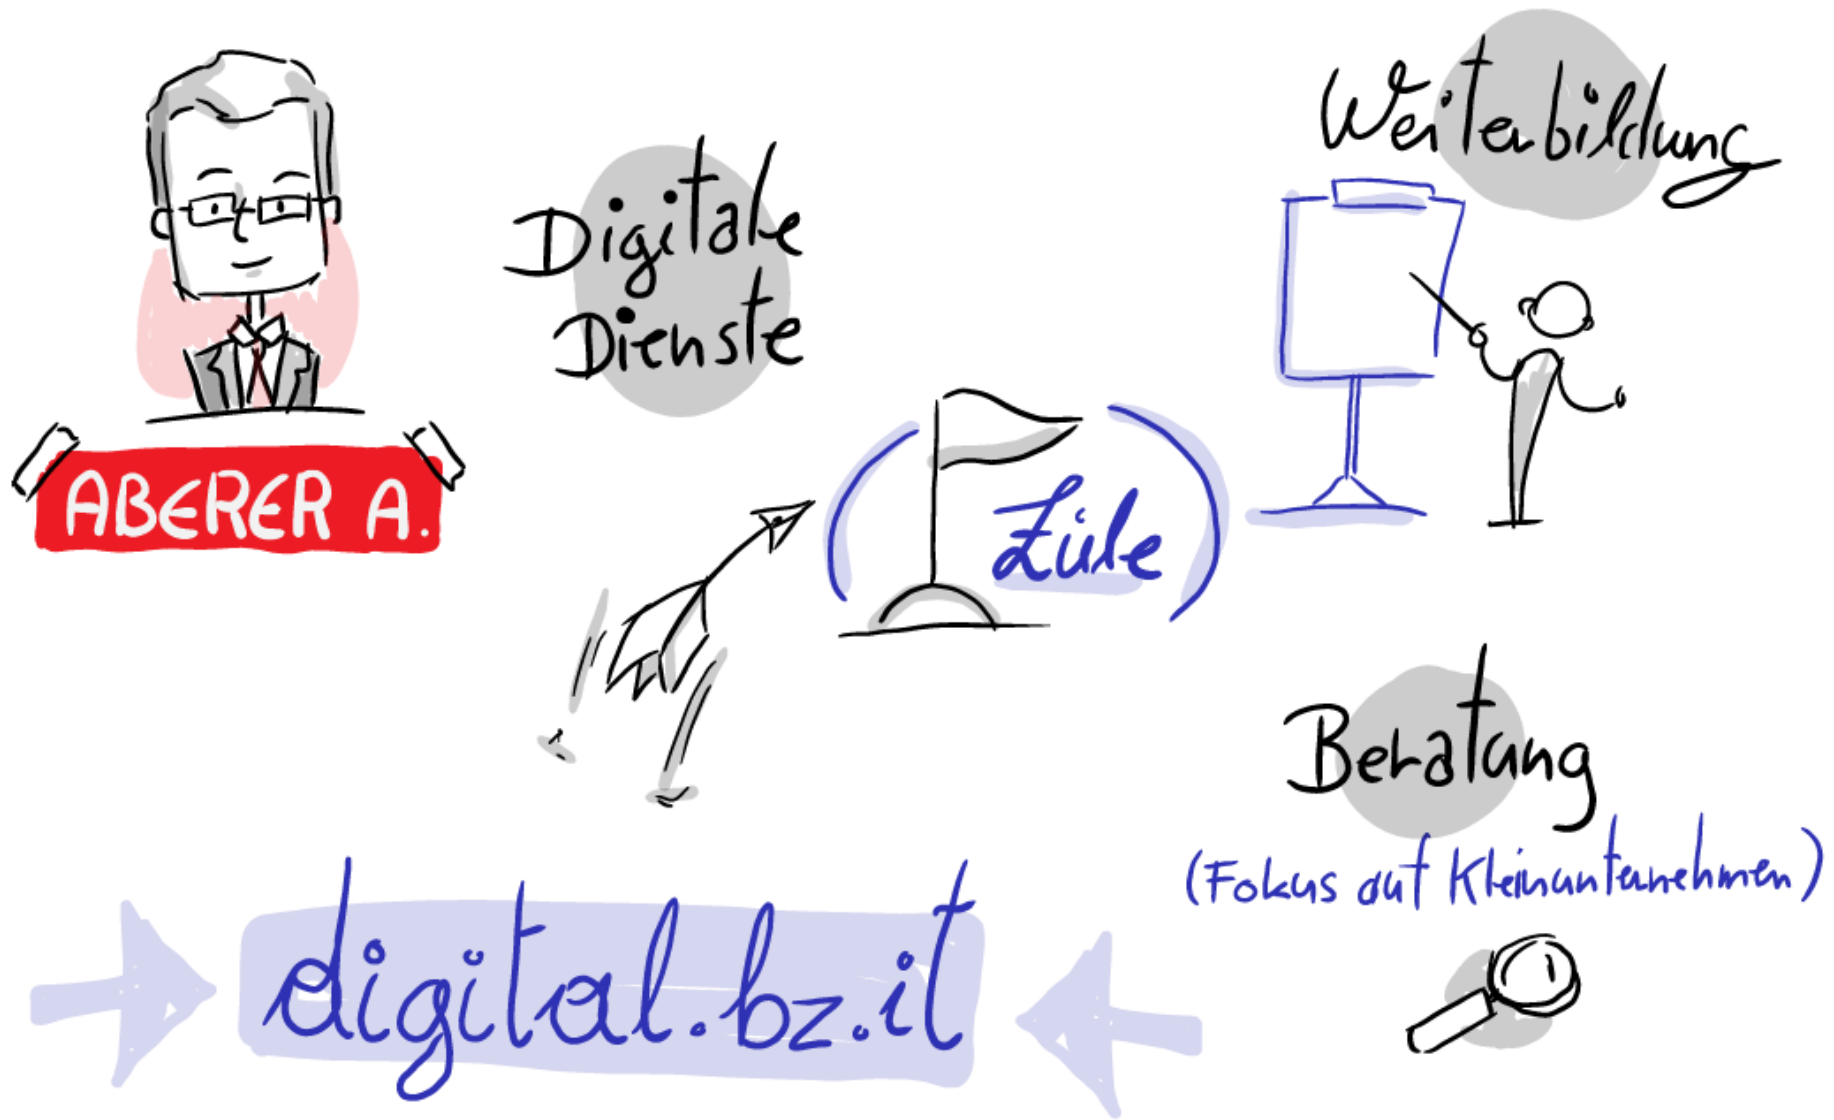 Weiterbildung
Digitale
Dienste
ABERER A.
Ziele
Beratung
(Fokus auf Kleinunternehmen)
digital.bz.it